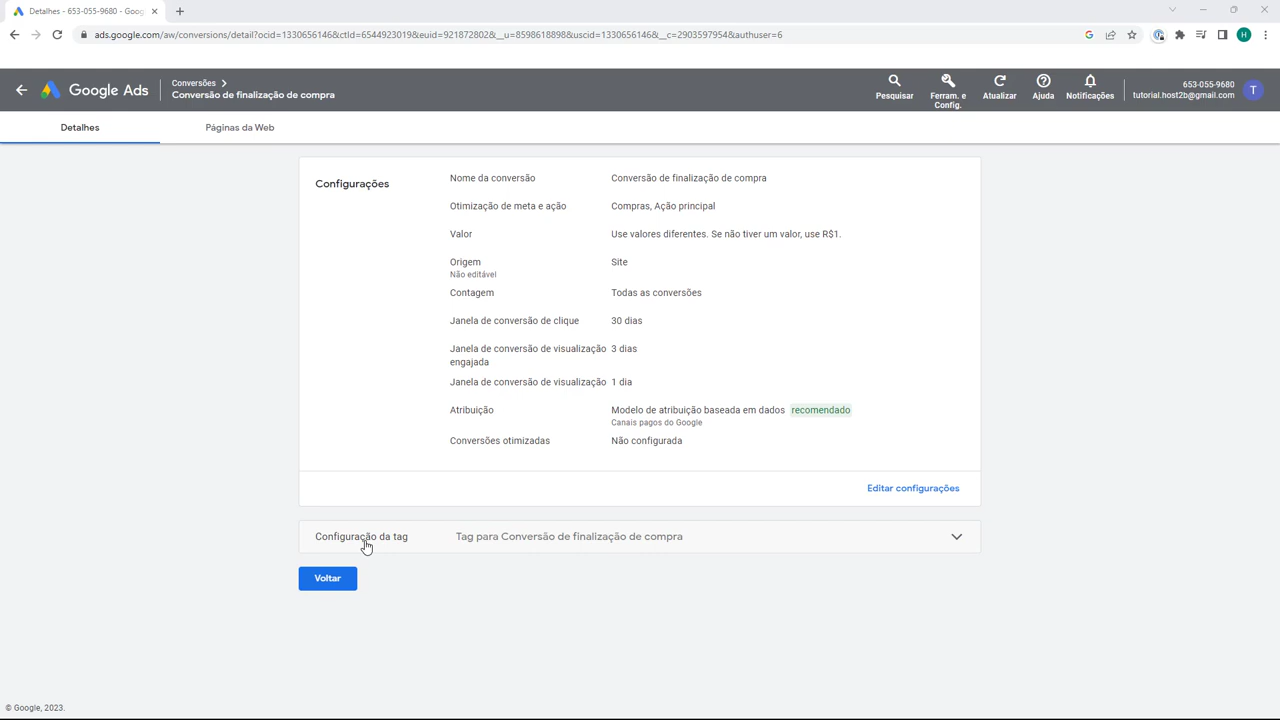 Detalhes - 653-055-9680 - Goog
ads.google.com/aw/conversions/detail?ocid=1330656146&ctId=6544923019&euid=921872802&__u=8598618898&uscid=1330656146&__c=2903597954&authuser=6
H
Google Ads
Conversões
Conversão de finalização de compra
Pesquisar
Ferram. e
Config.
Atualizar
Ajuda
Notificações
653-055-9680
tutorial.host2b@gmail.com
T
Detalhes
Páginas da Web
Configurações
Nome da conversão Conversão de finalização de compra
Otimização de meta e ação Compras, Ação principal
Valor Use valores diferentes. Se não tiver um valor, use R$1.
Origem Site
Não editável
Contagem Todas as conversões
Janela de conversão de clique 30 dias
Janela de conversão de visualização 3 dias
engajada
Janela de conversão de visualização 1 dia
Atribuição Modelo de atribuição baseada em dados recomendado
Canais pagos do Google
Conversões otimizadas Não configurada
Editar configurações
Configuração da tag Tag para Conversão de finalização de compra
Voltar
© Google, 2023.